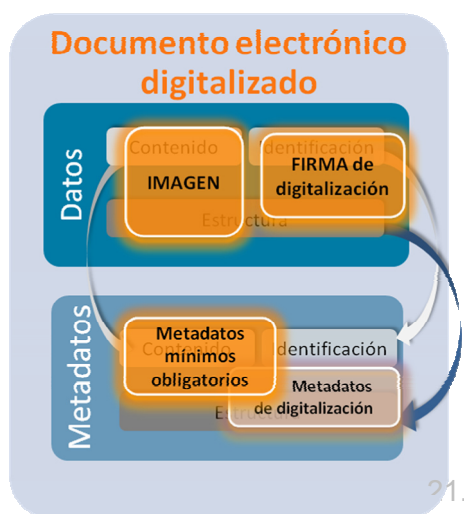 Documento electrónico
digitalizado
Datos
Contenido
Identificación
IMAGEN
FIRMA de
digitalización
Estructura
Metadatos
Contenido
Identificación
Metadatos
mínimos
obligatorios
Metadatos
de digitalización
Estructura
21.